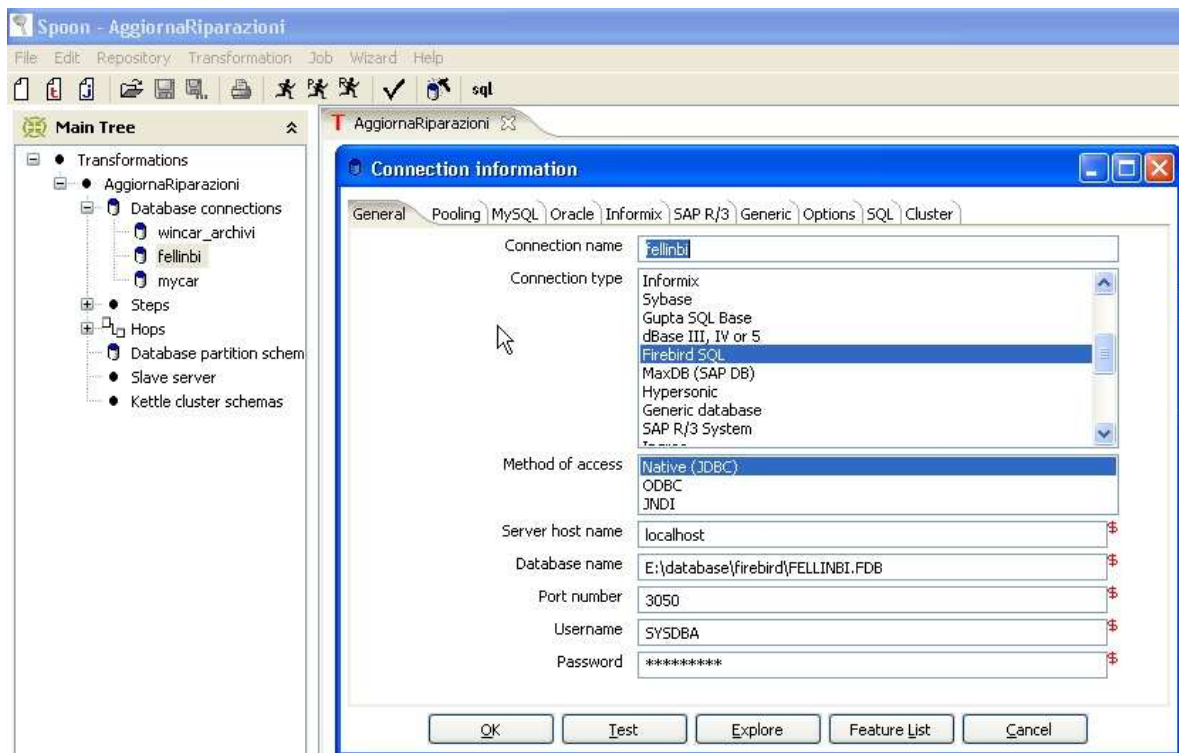 Spoon - AggiornaRiparazioni
File Edit Repository Transformation Job Wizard Help
sql
Main Tree
Transformations
AggiornaRiparazioni
Database connections
wincar_archivi
fellinbi
mycar
Steps
Hops
Database partition schem
Slave server
Kettle cluster schemas
T AggiornaRiparazioni
Connection information
General Pooling MySQL Oracle Informix SAP R/3 Generic Options SQL Cluster
Connection name fellinbi
Connection type
Informix
Sybase
Gupta SQL Base
dBase III, IV or 5
Firebird SQL
MaxDB (SAP DB)
Hypersonic
Generic database
SAP R/3 System
Method of access
Native (JDBC)
ODBC
JNDI
Server host name localhost $
Database name E:\database\firebird\FELLINBI.FDB $
Port number 3050 $
Username SYSDBA $
Password ********* $
OK Test Explore Feature List Cancel